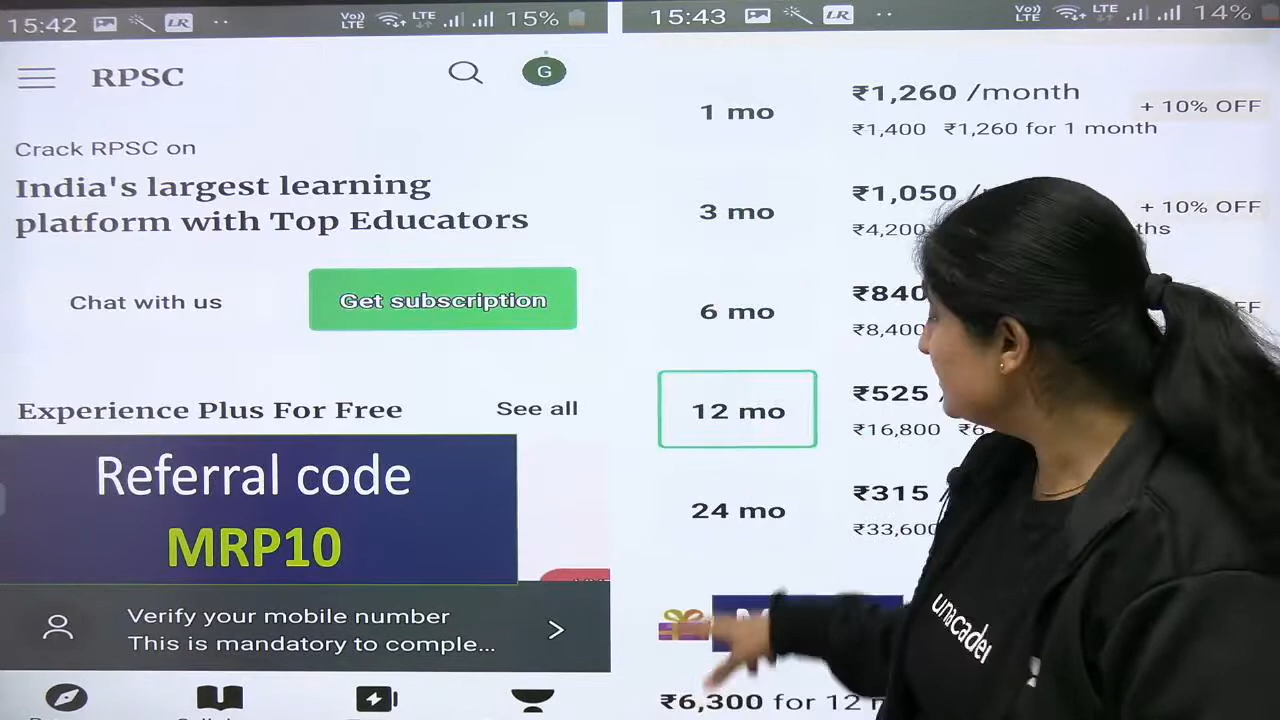 15:42
LR
Vo)) LTE
LTE
15%
RPSC
G
Crack RPSC on
India's largest learning
platform with Top Educators
Chat with us
Get subscription
Experience Plus For Free
See all
Referral code
MRP10
Verify your mobile number
This is mandatory to comple...
15:43
LR
Vo)) LTE
LTE
14%
1 mo
₹1,260 /month
+ 10% OFF
₹1,400 ₹1,260 for 1 month
3 mo
₹1,050 /
+ 10% OFF
₹4,200
6 mo
₹840
₹8,400
12 mo
₹525 /
₹16,800
24 mo
₹315 /
₹33,600
₹6,300 for 12
unacade